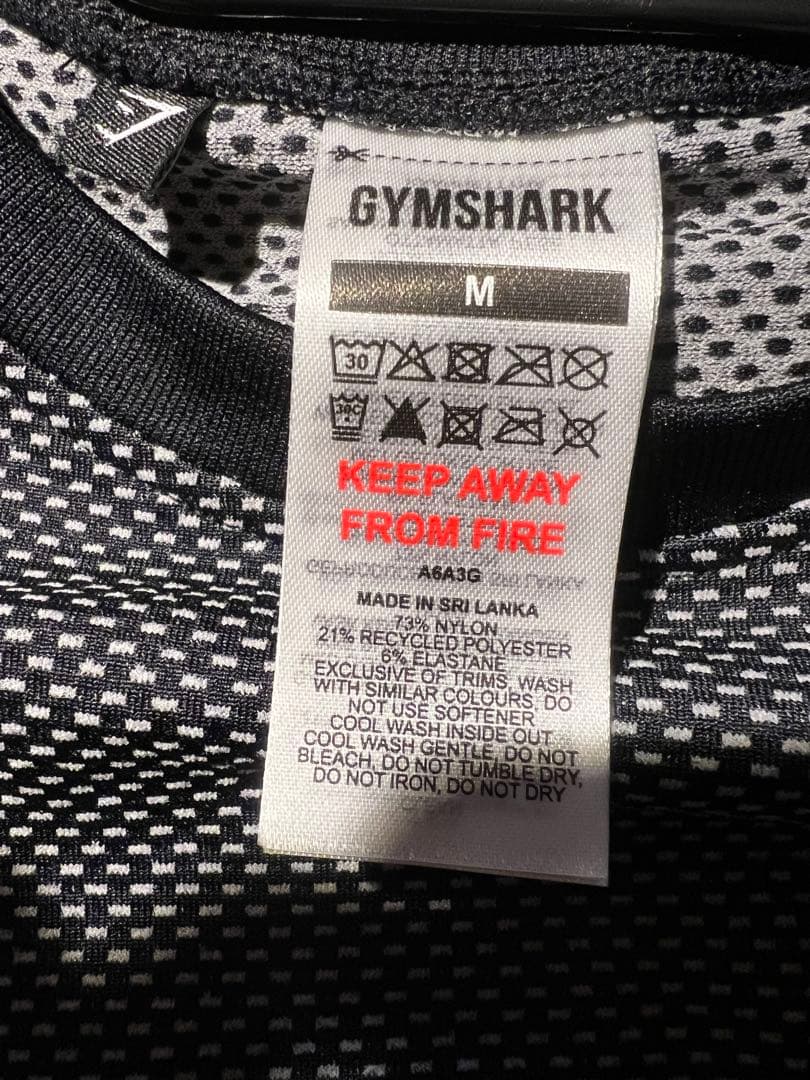 GYMSHARK
M
30
30C
KEEP AWAY
FROM FIRE
A6A3G
MADE IN SRI LANKA
73% NYLON
21% RECYCLED POLYESTER
6% ELASTANE
EXCLUSIVE OF TRIMS, WASH
WITH SIMILAR COLOURS, DO
NOT USE SOFTENER
COOL WASH INSIDE OUT
COOL WASH GENTLE, DO NOT
BLEACH, DO NOT TUMBLE DRY,
DO NOT IRON, DO NOT DRY